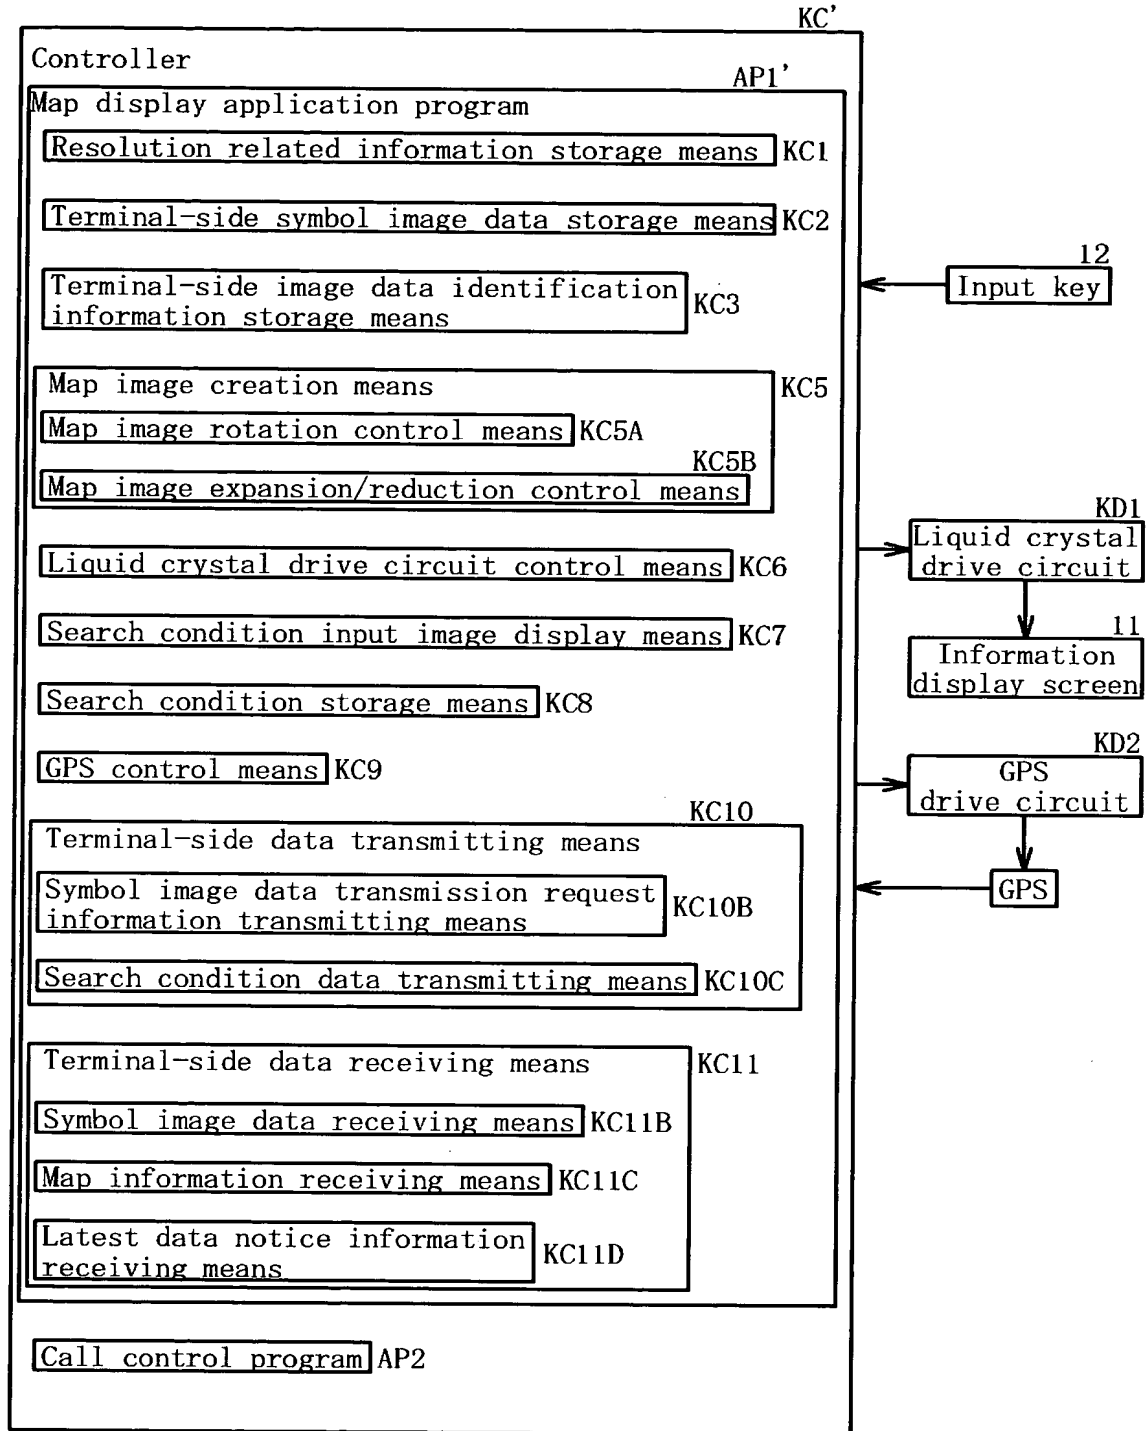 KC’
Controller
AP1’
Map display application program
Resolution related information storage means KC1
Terminal-side symbol image data storage means KC2
Terminal-side image data identification
information storage means
KC3
12
Input key
Map image creation means
KC5
Map image rotation control means KC5A
KC5B
Map image expansion/reduction control means
KD1
Liquid crystal
drive circuit
Liquid crystal drive circuit control means KC6
Search condition input image display means KC7
11
Information
display screen
Search condition storage means KC8
KD2
GPS
drive circuit
GPS control means KC9
KC10
Terminal-side data transmitting means
Symbol image data transmission request
information transmitting means
KC10B
GPS
Search condition data transmitting means KC10C
Terminal-side data receiving means
KC11
Symbol image data receiving means KC11B
Map information receiving means KC11C
Latest data notice information
receiving means
KC11D
Call control program AP2